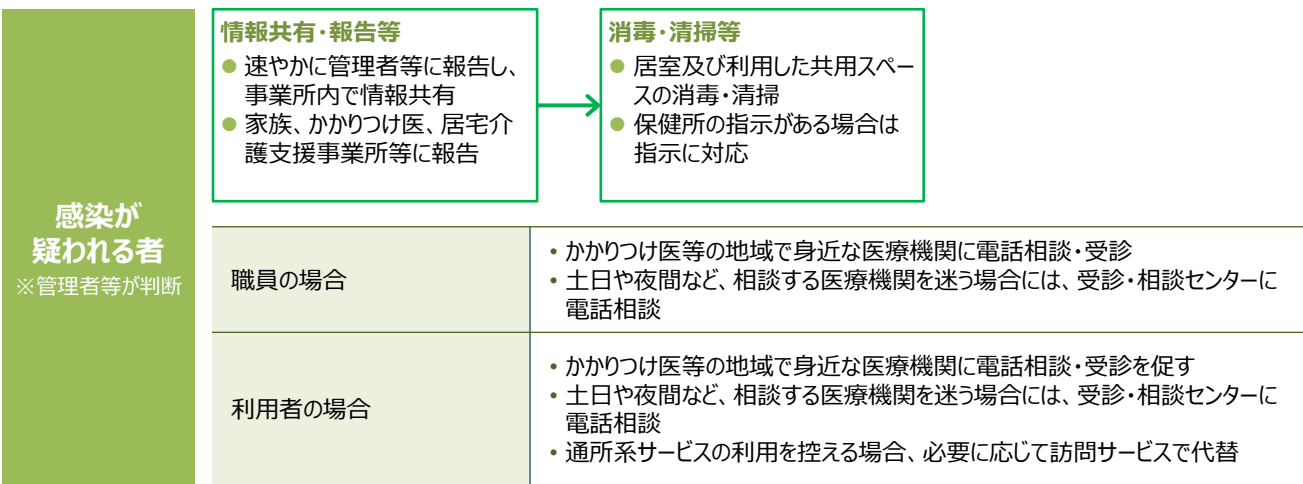 感染が
疑われる者
※管理者等が判断
情報共有・報告等
● 速やかに管理者等に報告し、
事業所内で情報共有
● 家族、かかりつけ医、居宅介
護支援事業所等に報告
消毒・清掃等
● 居室及び利用した共用スペー
スの消毒・清掃
● 保健所の指示がある場合は
指示に対応
職員の場合
• かかりつけ医等の地域で身近な医療機関に電話相談・受診
• 土日や夜間など、相談する医療機関を迷う場合には、受診・相談センターに
電話相談
利用者の場合
• かかりつけ医等の地域で身近な医療機関に電話相談・受診を促す
• 土日や夜間など、相談する医療機関を迷う場合には、受診・相談センターに
電話相談
• 通所系サービスの利用を控える場合、必要に応じて訪問サービスで代替